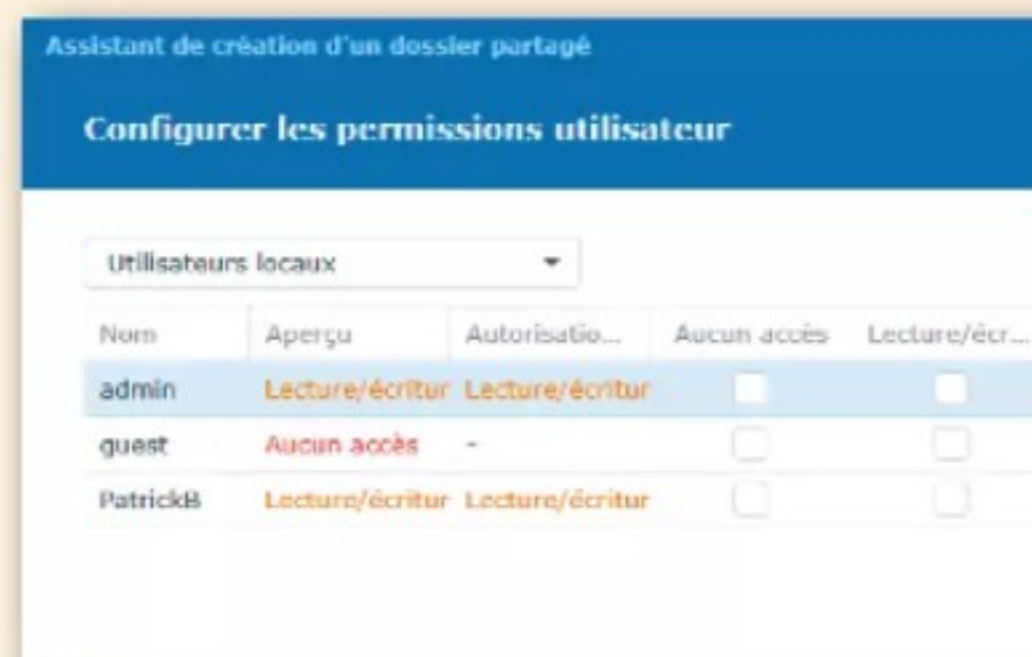 Assistant de création d'un dossier partagé
Configurer les permissions utilisateur
Utilisateurs locaux
Nom Aperçu Autorisatio... Aucun accès Lecture/écr...
admin Lecture/écritur Lecture/écritur
guest Aucun accès -
PatrickB Lecture/écritur Lecture/écritur